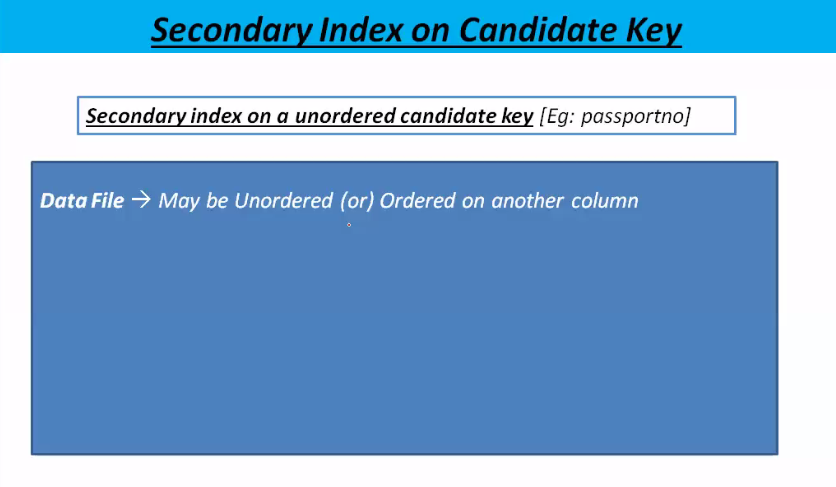 Secondary Index on Candidate Key
Secondary index on a unordered candidate key [Eg: passportno]
Data File → May be Unordered (or) Ordered on another column